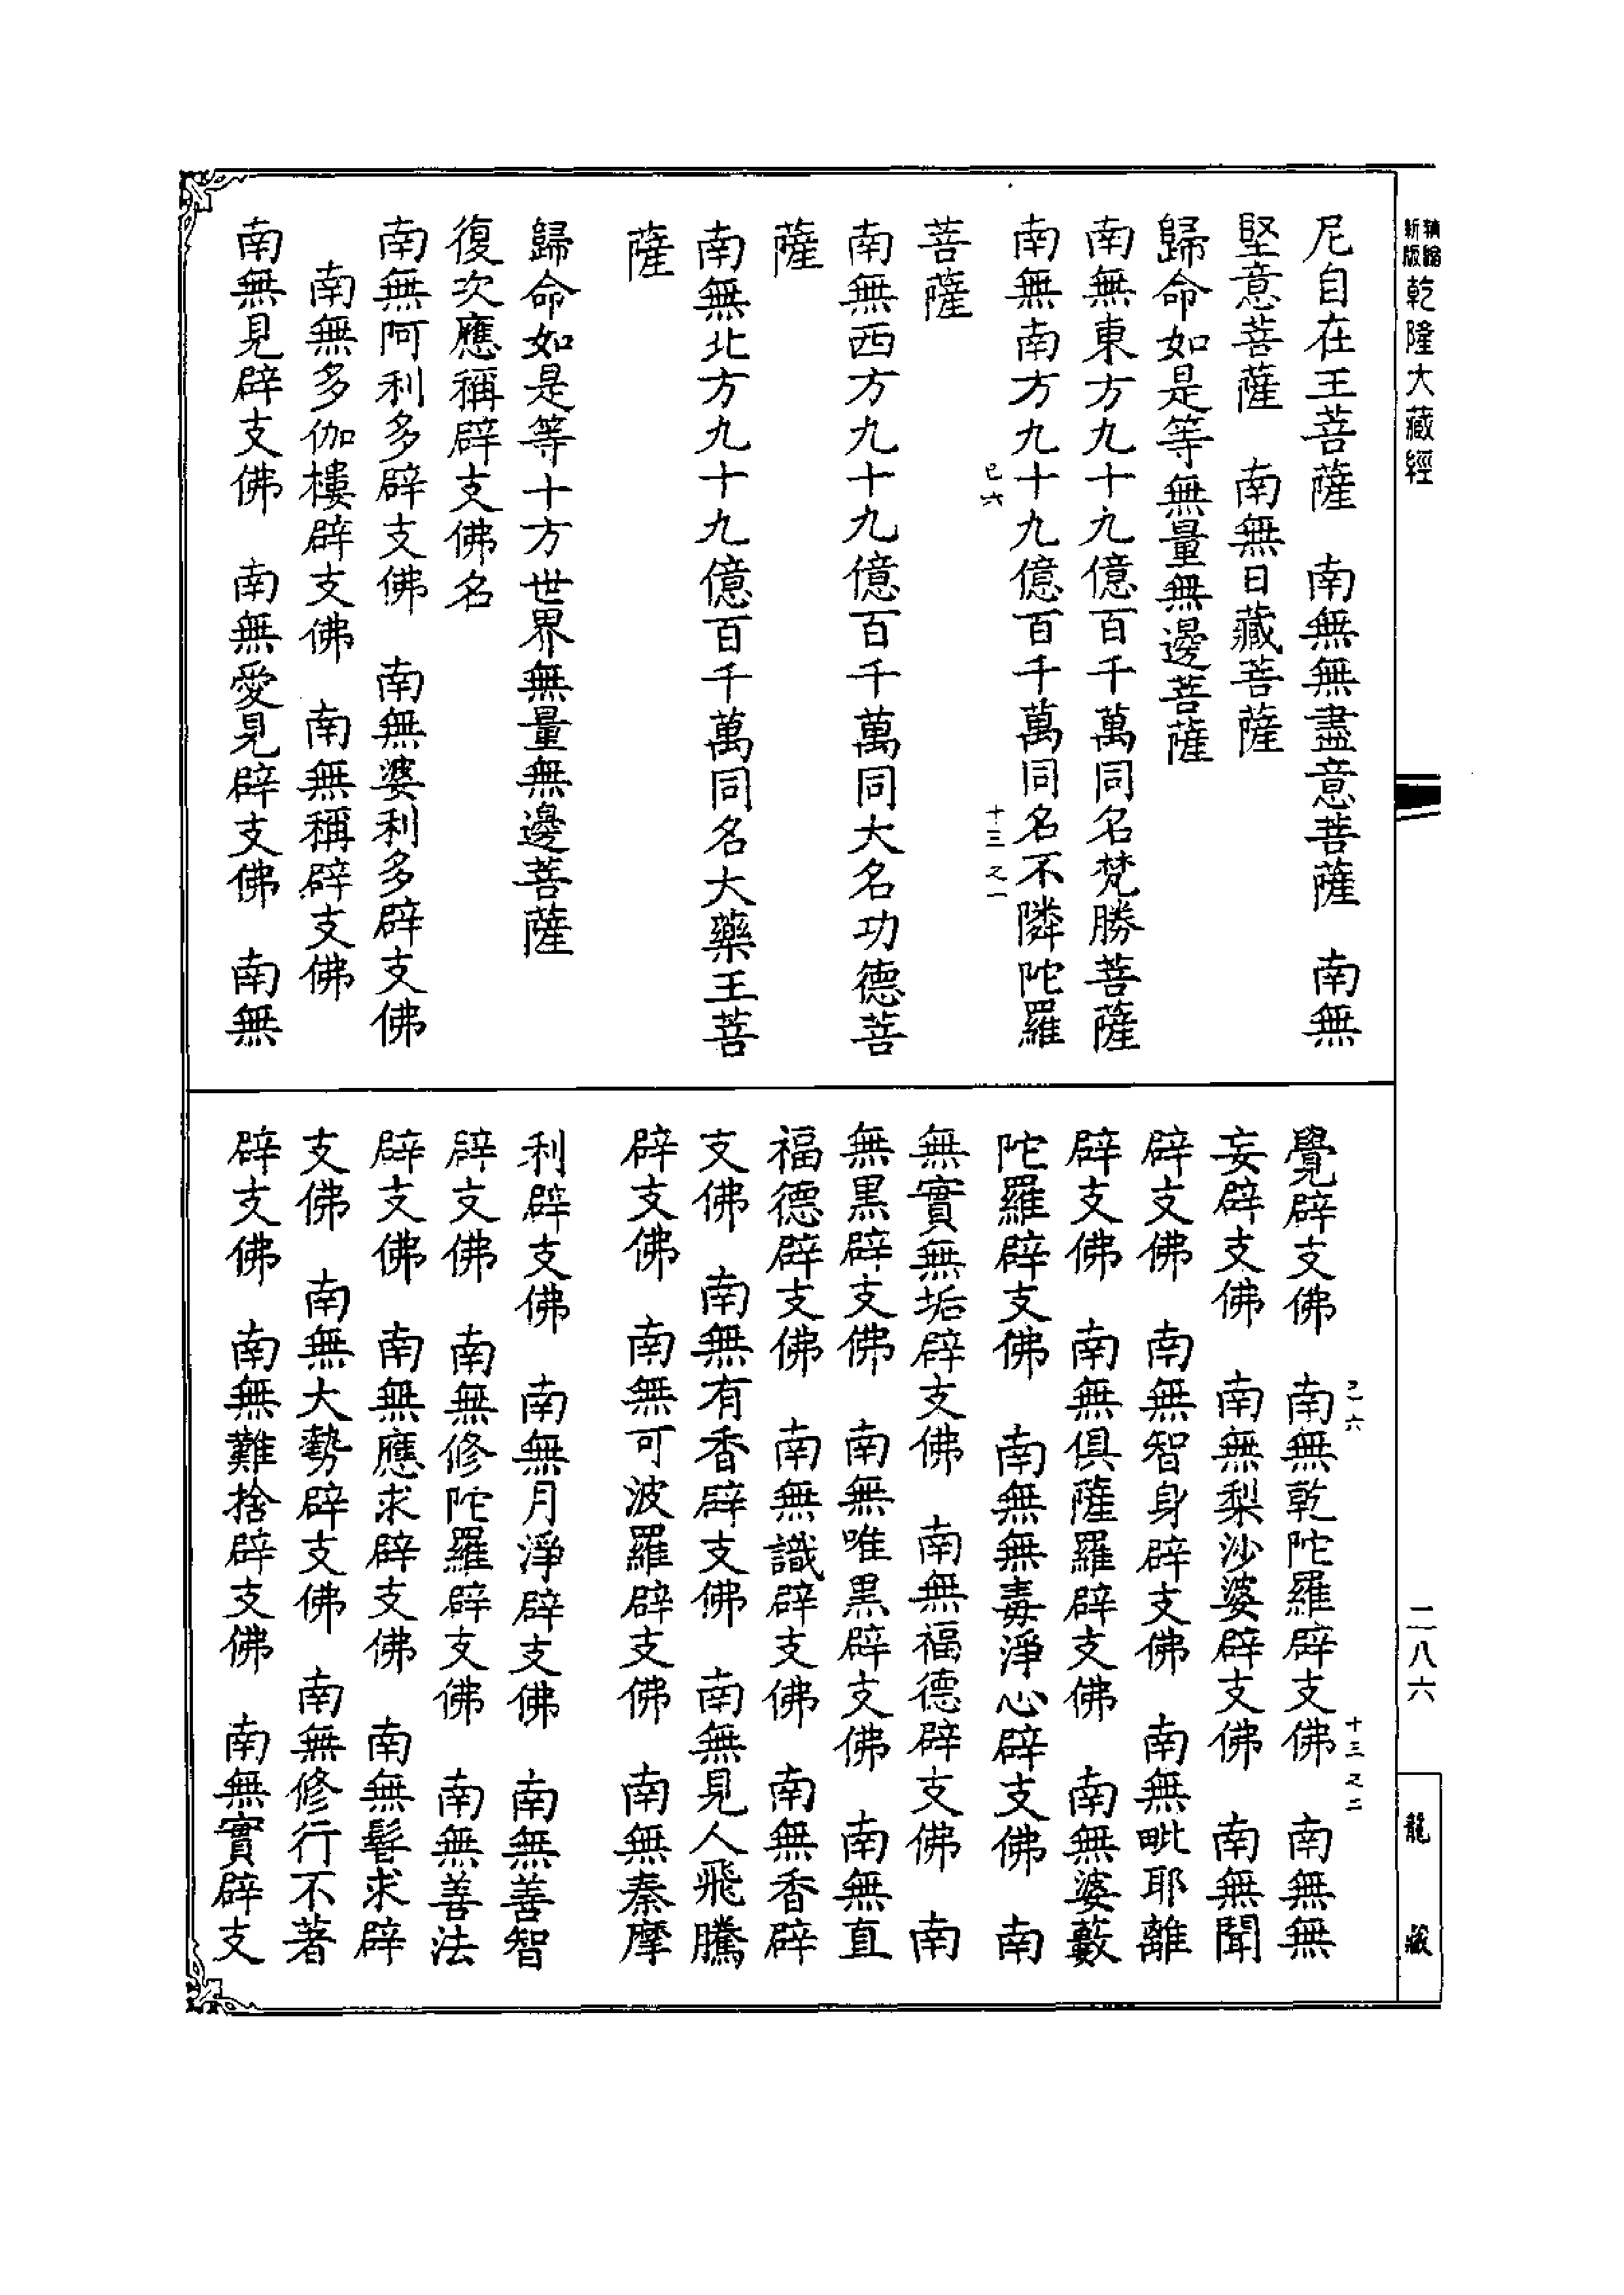 精縮
新版
乾隆大藏經
尼自在王菩薩　南無無盡意菩薩　南無
堅意菩薩　南無日藏菩薩
歸命如是等無量無邊菩薩
南無東方九十九億百千萬同名梵勝菩薩
南無南方九十九億百千萬同名不隣陀羅
已六　十三之一
菩薩
南無西方九十九億百千萬同大名功德菩
薩
南無北方九十九億百千萬同名大藥王菩
薩
歸命如是等十方世界無量無邊菩薩
復次應稱辟支佛名
南無阿利多辟支佛　南無婆利多辟支佛
南無多伽樓辟支佛　南無稱辟支佛
南無見辟支佛　南無愛見辟支佛　南無
已六　十三之二
覺辟支佛　南無乾陀羅辟支佛　南無無
妄辟支佛　南無梨沙婆辟支佛　南無聞
辟支佛　南無智身辟支佛　南無毗耶離
辟支佛　南無俱薩羅辟支佛　南無婆藪
陀羅辟支佛　南無無毒淨心辟支佛　南
無實無垢辟支佛　南無福德辟支佛　南
無黑辟支佛　南無唯黑辟支佛　南無直
福德辟支佛　南無識辟支佛　南無香辟
支佛　南無有香辟支佛　南無見人飛騰
辟支佛　南無可波羅辟支佛　南無秦摩
利辟支佛　南無月淨辟支佛　南無善智
辟支佛　南無修陀羅辟支佛　南無善法
辟支佛　南無應求辟支佛　南無髻求辟
支佛　南無大勢辟支佛　南無修行不著
辟支佛　南無難捨辟支佛　南無實辟支
二八六
龍藏